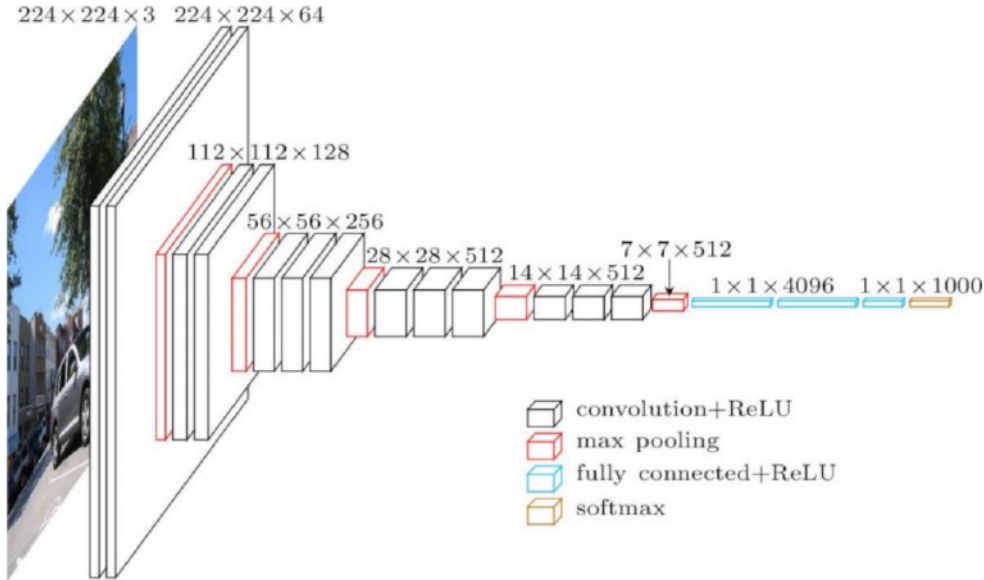 224×224×3
224×224×64
112×112×128
56×56×256
28×28×512
14×14×512
7×7×512
1×1×4096
1×1×1000
convolution+ReLU
max pooling
fully connected+ReLU
softmax